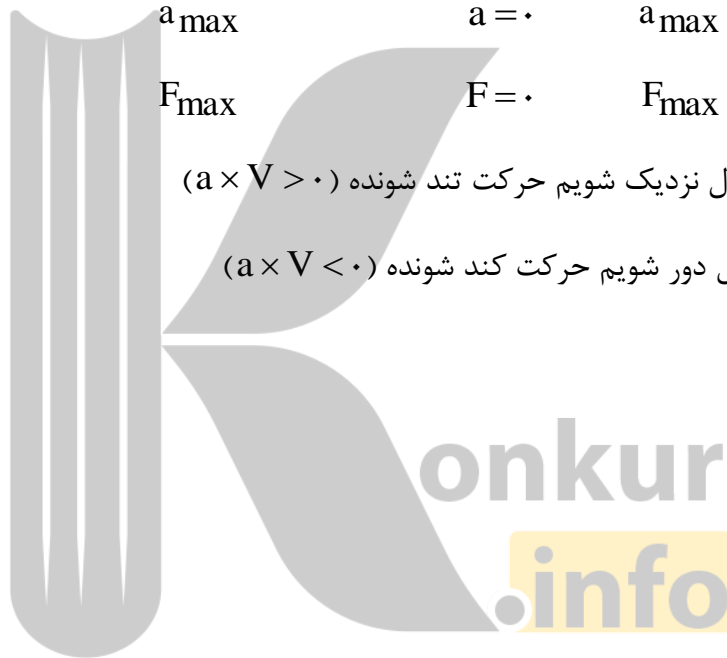 a max a = ۰ a max
F max F = ۰ F max
نزدیک شویم حرکت تند شونده (a × V > ۰)
دور شویم حرکت کند شونده (a × V < ۰)
Konkur
.info